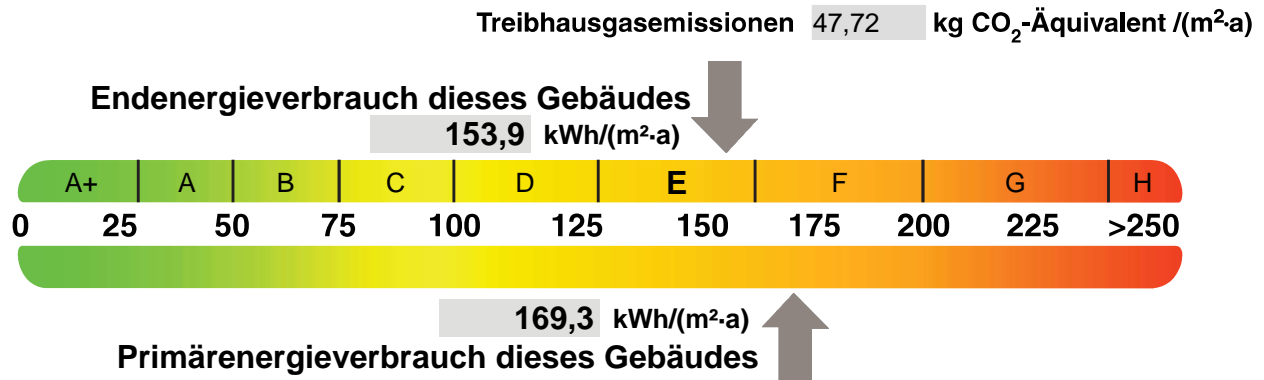 Treibhausgasemissionen 47,72 kg CO₂-Äquivalent /(m²·a)
Endenergieverbrauch dieses Gebäudes
153,9 kWh/(m²·a)
A+ A B C D E F G H
0 25 50 75 100 125 150 175 200 225 >250
169,3 kWh/(m²·a)
Primärenergieverbrauch dieses Gebäudes